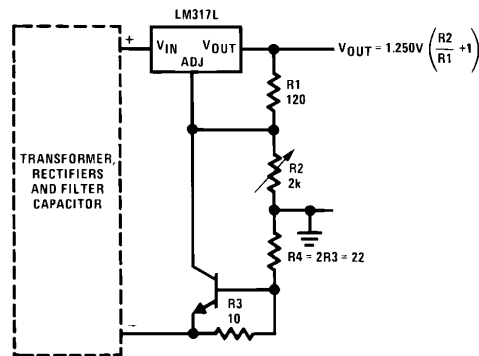 LM317L
+
VIN VOUT
ADJ
VOUT = 1.250V (R2/R1 +1)
R1
120
TRANSFORMER,
RECTIFIERS
AND FILTER
CAPACITOR
R2
2k
R4 = 2R3 = 22
R3
10
–